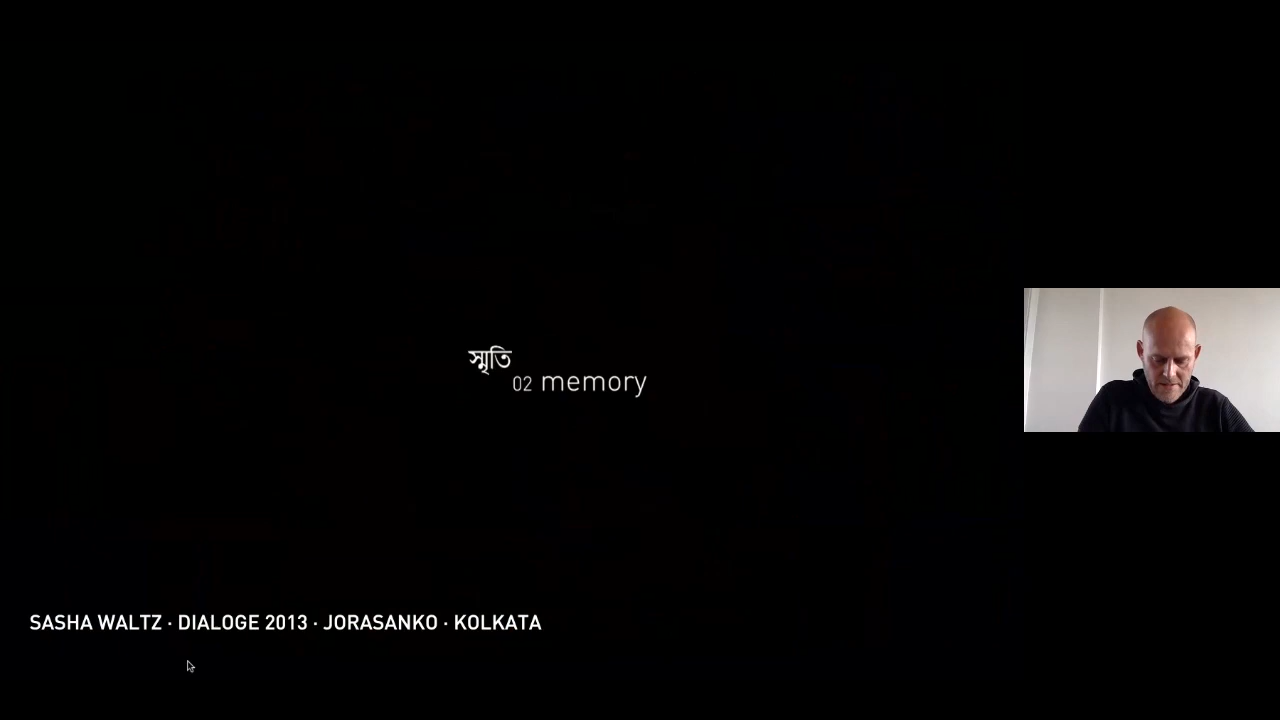 স্মৃতি
02 memory
SASHA WALTZ · DIALOGE 2013 · JORASANKO · KOLKATA